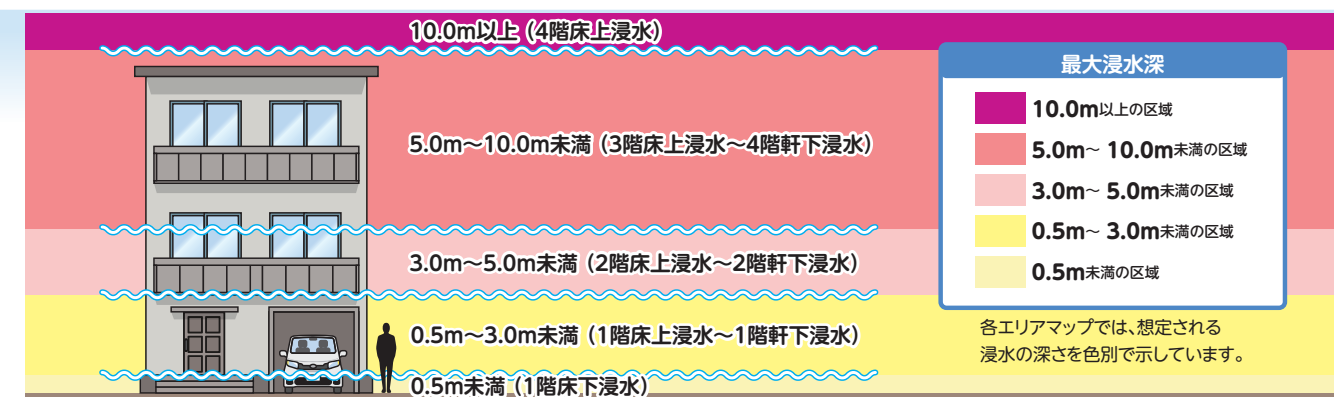 10.0m以上(4階床上浸水)
5.0m〜10.0m未満(3階床上浸水〜4階軒下浸水)
3.0m〜5.0m未満(2階床上浸水〜2階軒下浸水)
0.5m〜3.0m未満(1階床上浸水〜1階軒下浸水)
0.5m未満(1階床下浸水)
最大浸水深
10.0m以上の区域
5.0m〜 10.0m未満の区域
3.0m〜 5.0m未満の区域
0.5m〜 3.0m未満の区域
0.5m未満の区域
各エリアマップでは、想定される
浸水の深さを色別で示しています。